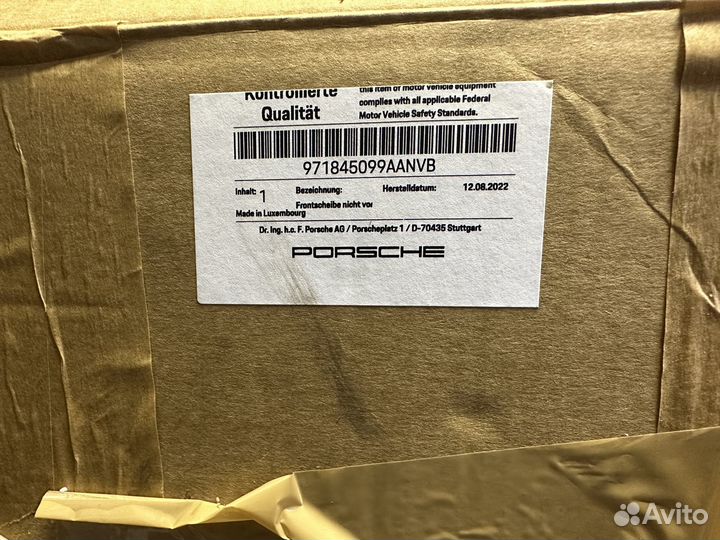 Kontrollierte
Qualität
this item of motor vehicle equipment
complies with all applicable Federal
Motor Vehicle Safety Standards.
971845099AANVB
Inhalt: 1 Bezeichnung: Herstelldatum: 12.08.2022
Frontscheibe nicht vor
Made in Luxembourg
Dr. Ing. h.c. F. Porsche AG / Porscheplatz 1 / D-70435 Stuttgart
PORSCHE
Avito